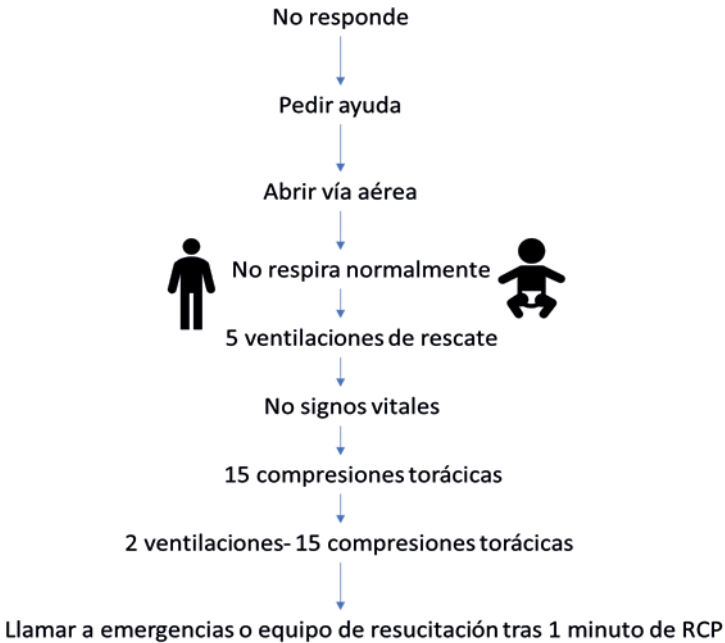 No responde
Pedir ayuda
Abrir vía aérea
No respira normalmente
5 ventilaciones de rescate
No signos vitales
15 compresiones torácicas
2 ventilaciones- 15 compresiones torácicas
Llamar a emergencias o equipo de resucitación tras 1 minuto de RCP